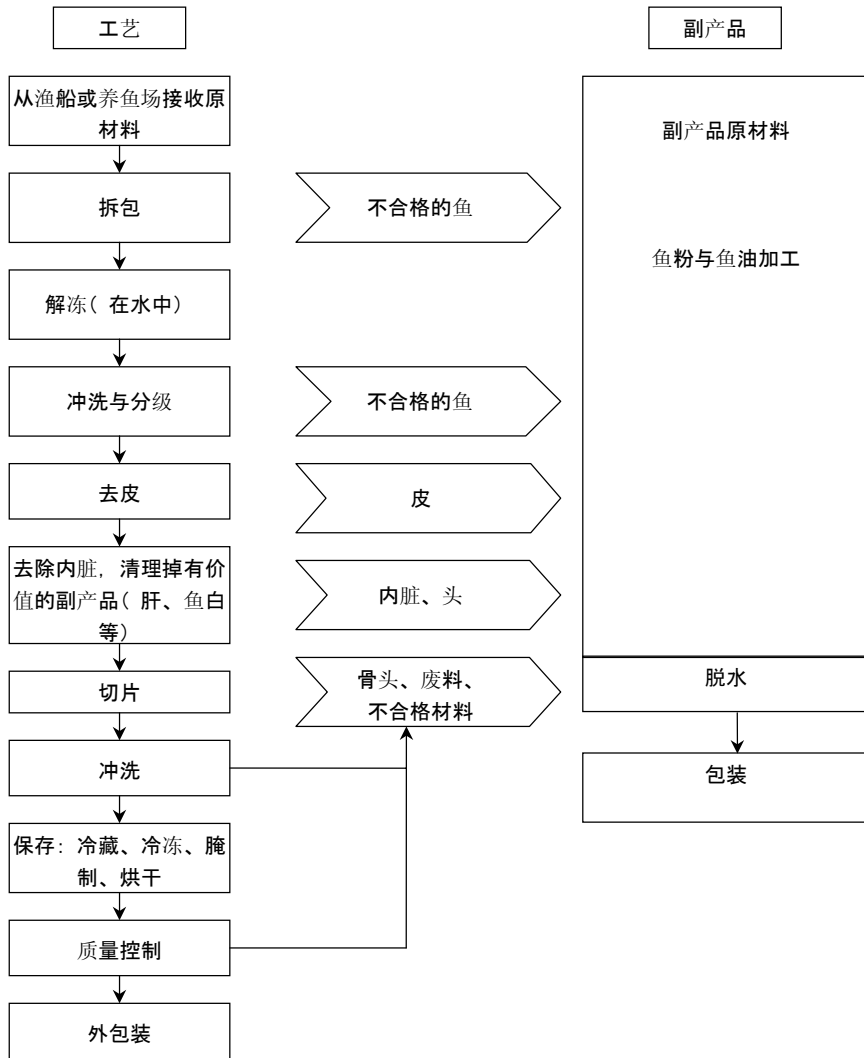 工艺
副产品
从渔船或养鱼场接收原
材料
副产品原材料
拆包
不合格的鱼
鱼粉与鱼油加工
解冻( 在水中)
冲洗与分级
不合格的鱼
去皮
皮
去除内脏, 清理掉有价
值的副产品( 肝、鱼白
等)
内脏、头
切片
骨头、废料、
不合格材料
脱水
冲洗
包装
保存: 冷藏、冷冻、腌
制、烘干
质量控制
外包装